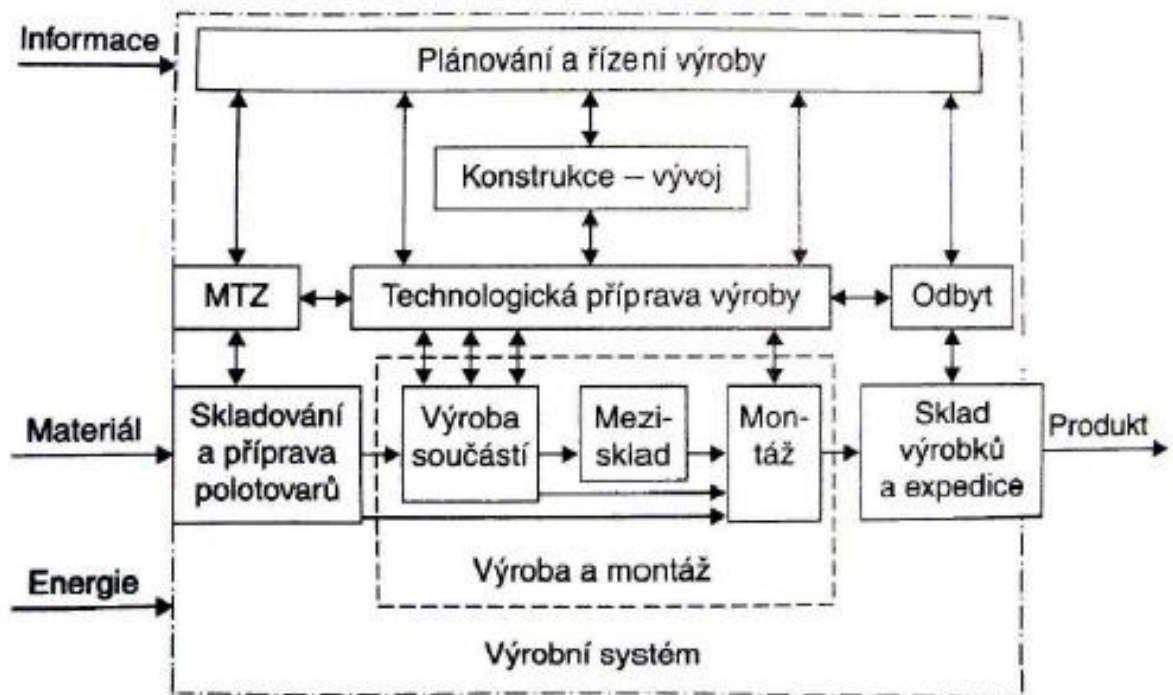 Informace
Plánování a řízení výroby
Konstrukce – vývoj
MTZ
Technologická příprava výroby
Odbyt
Materiál
Skladování
a příprava
polotovarů
Výroba
součástí
Mezi-
sklad
Mon-
táž
Sklad
výrobků
a expedice
Produkt
Energie
Výroba a montáž
Výrobní systém